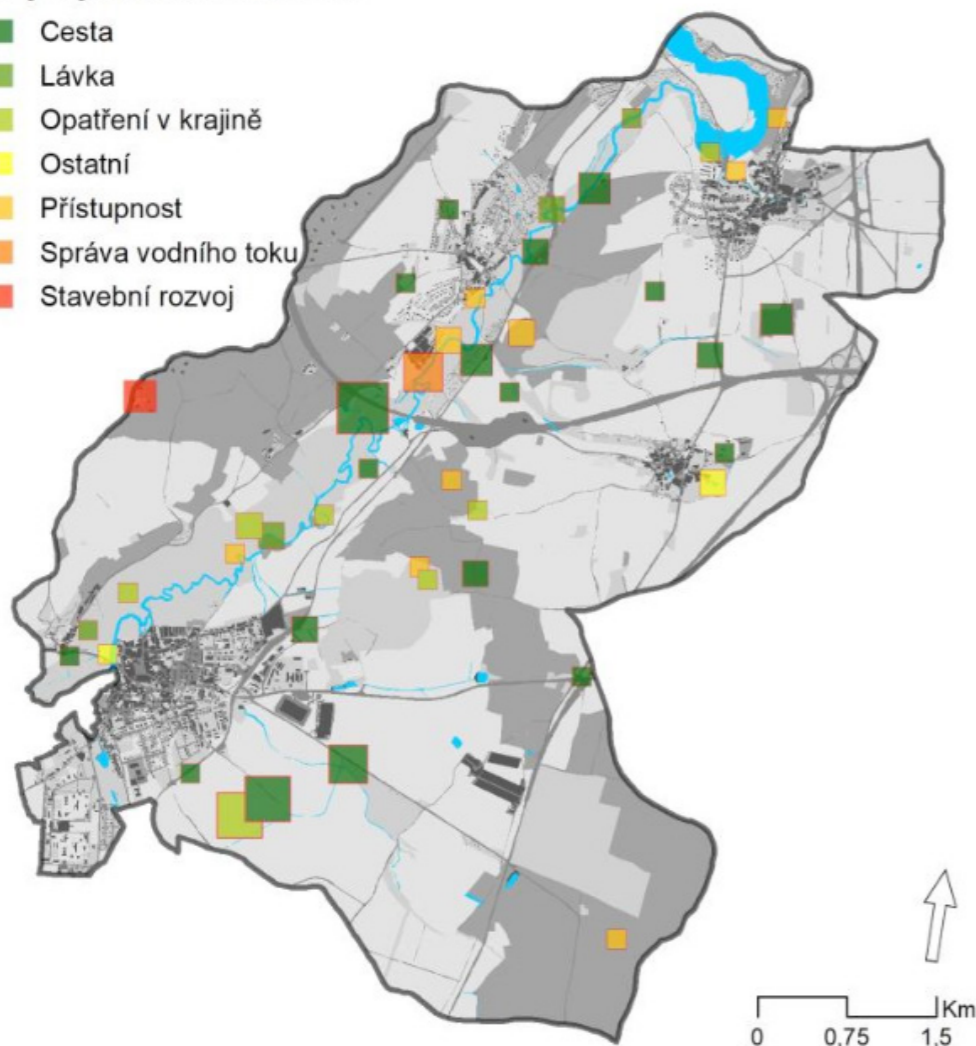 Cesta
Lávka
Opatření v krajině
Ostatní
Přístupnost
Správa vodního toku
Stavební rozvoj
Km
0 0,75 1,5